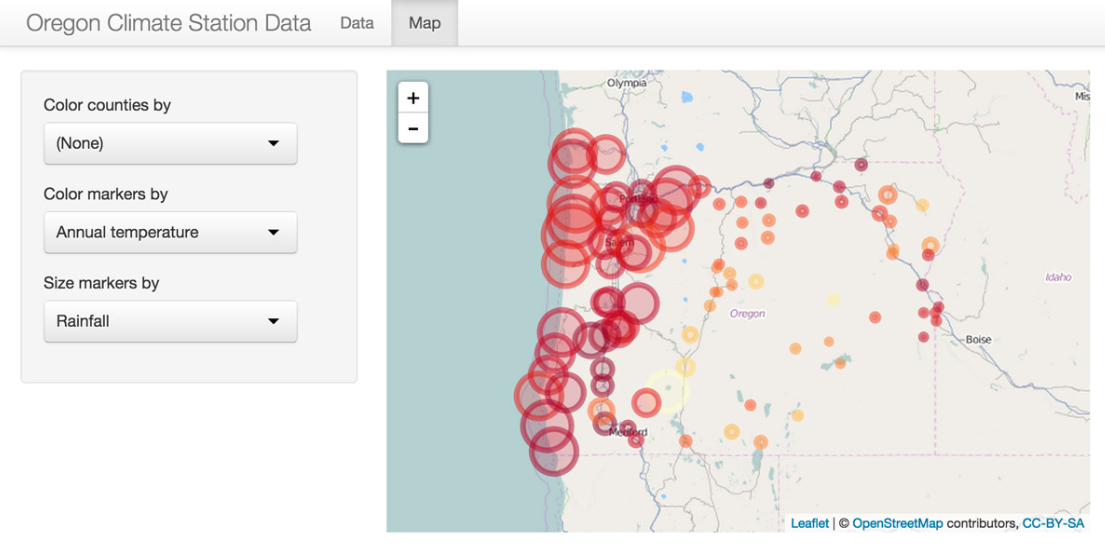 Oregon Climate Station Data Data Map
Color counties by
(None)
Color markers by
Annual temperature
Size markers by
Rainfall
+
-
Olympia
Mis
Portland
Salem
Idaho
Oregon
Boise
Medford
Leaflet | © OpenStreetMap contributors, CC-BY-SA